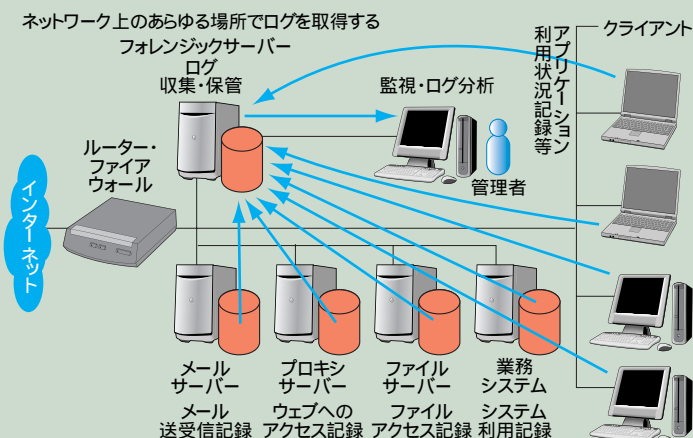 ネットワーク上のあらゆる場所でログを取得する
フォレンジックサーバー
ログ
収集・保管
監視・ログ分析
管理者
アプリケーション
利用状況記録等
クライアント
ルーター・
ファイア
ウォール
インターネット
メール
サーバー
メール
送受信記録
プロキシ
サーバー
ウェブへの
アクセス記録
ファイル
サーバー
ファイル
アクセス記録
業務
システム
システム
利用記録